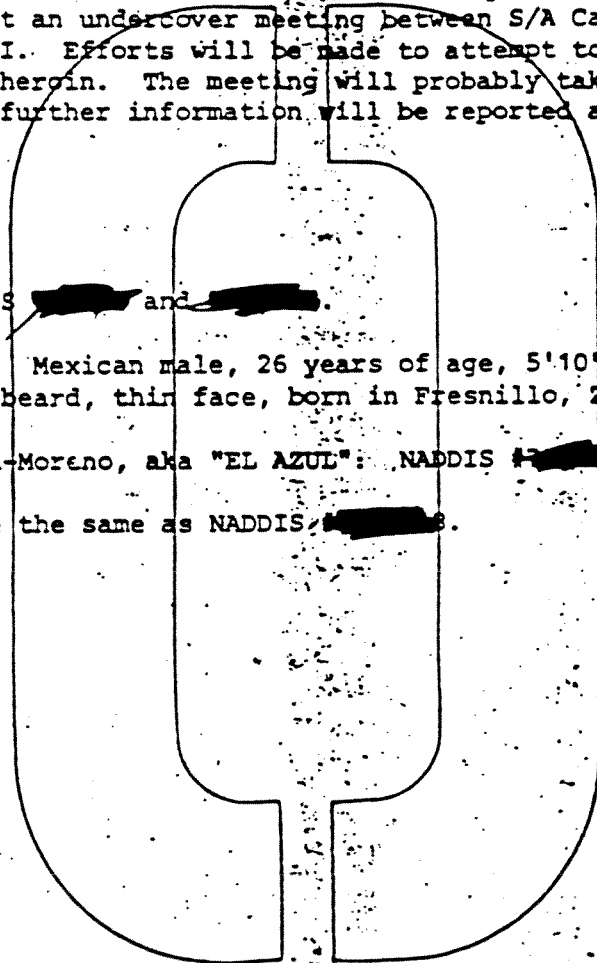 t an undercover meeting between S/A Ca
I. Efforts will be made to attempt to
heroin. The meeting will probably tak
further information will be reported a
S and
Mexican male, 26 years of age, 5'10"
beard, thin face, born in Fresnillo, Z
-Moreno, aka "EL AZUL": NADDIS #
the same as NADDIS #